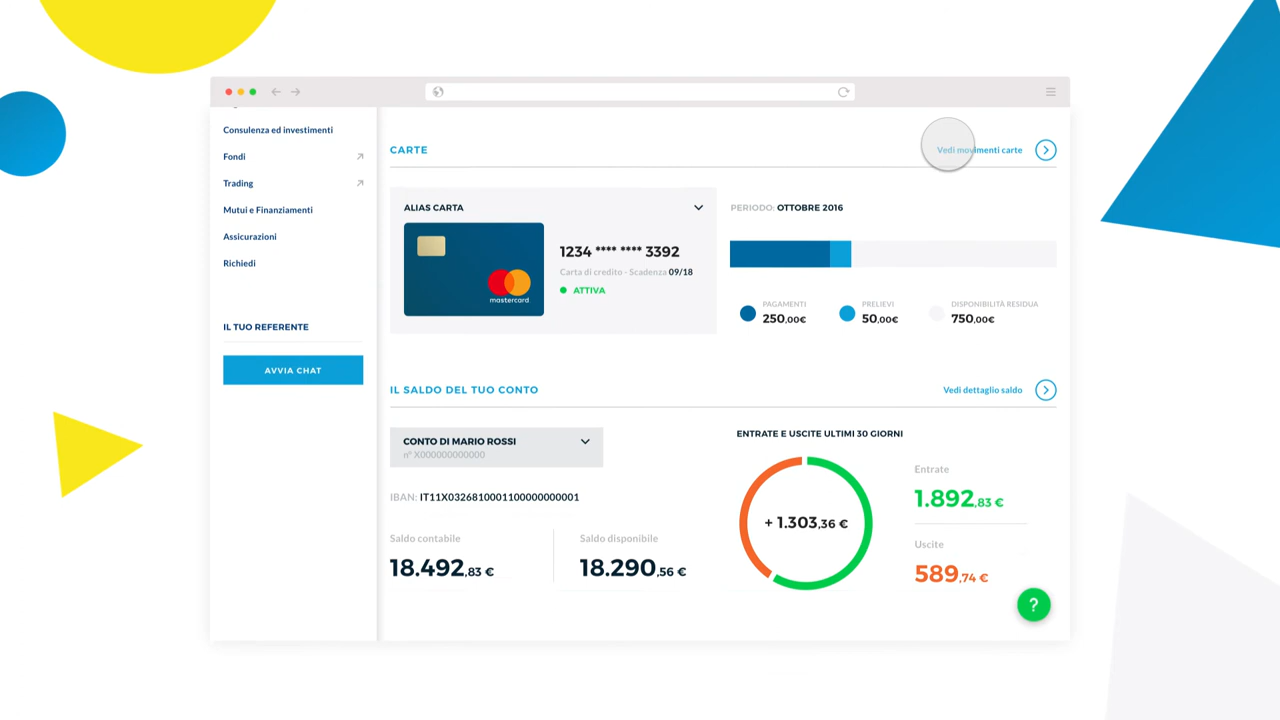 Consulenza ed investimenti
Fondi
Trading
Mutui e Finanziamenti
Assicurazioni
Richiedi
IL TUO REFERENTE
AVVIA CHAT
CARTE
Vedi movimenti carte
ALIAS CARTA
mastercard
1234 **** **** 3392
Carta di credito - Scadenza 09/18
ATTIVA
PERIODO: OTTOBRE 2016
PAGAMENTI
250,00€
PRELIEVI
50,00€
DISPONIBILITÀ RESIDUA
750,00€
IL SALDO DEL TUO CONTO
Vedi dettaglio saldo
CONTO DI MARIO ROSSI
n° X000000000000
IBAN: IT11X0326810001100000000001
Saldo contabile
18.492,83 €
Saldo disponibile
18.290,56 €
ENTRATE E USCITE ULTIMI 30 GIORNI
+ 1.303,36 €
Entrate
1.892,83 €
Uscite
589,74 €
?